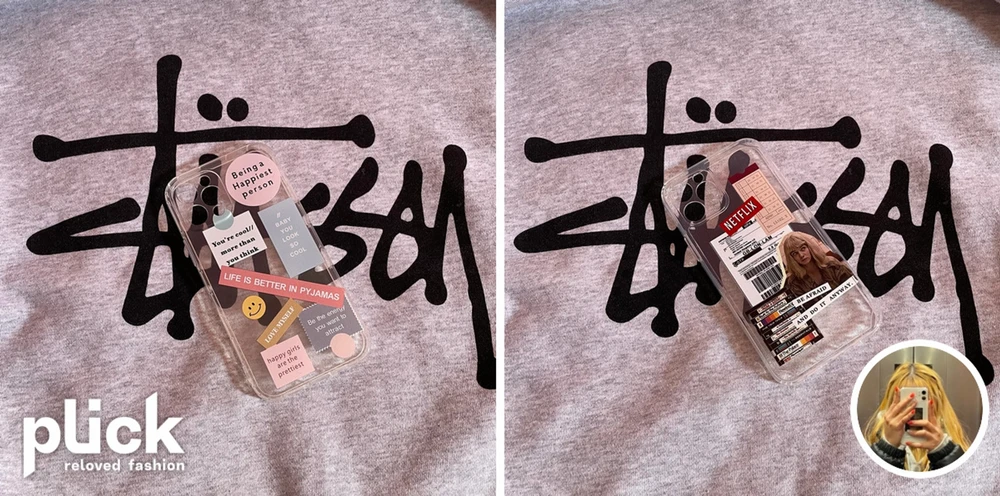 Stüssy
Being a
Happiest
person
//
BABY
YOU
LOOK
SO
COOL
You're cool//
more than
you think
LIFE IS BETTER IN PYJAMAS
LOVE MYSELF
Be the energy
you want to
attract
happy girls
are the
prettiest
plück
reloved fashion
Stüssy
NETFLIX
BE AFRAID
AND DO IT ANYWAY.